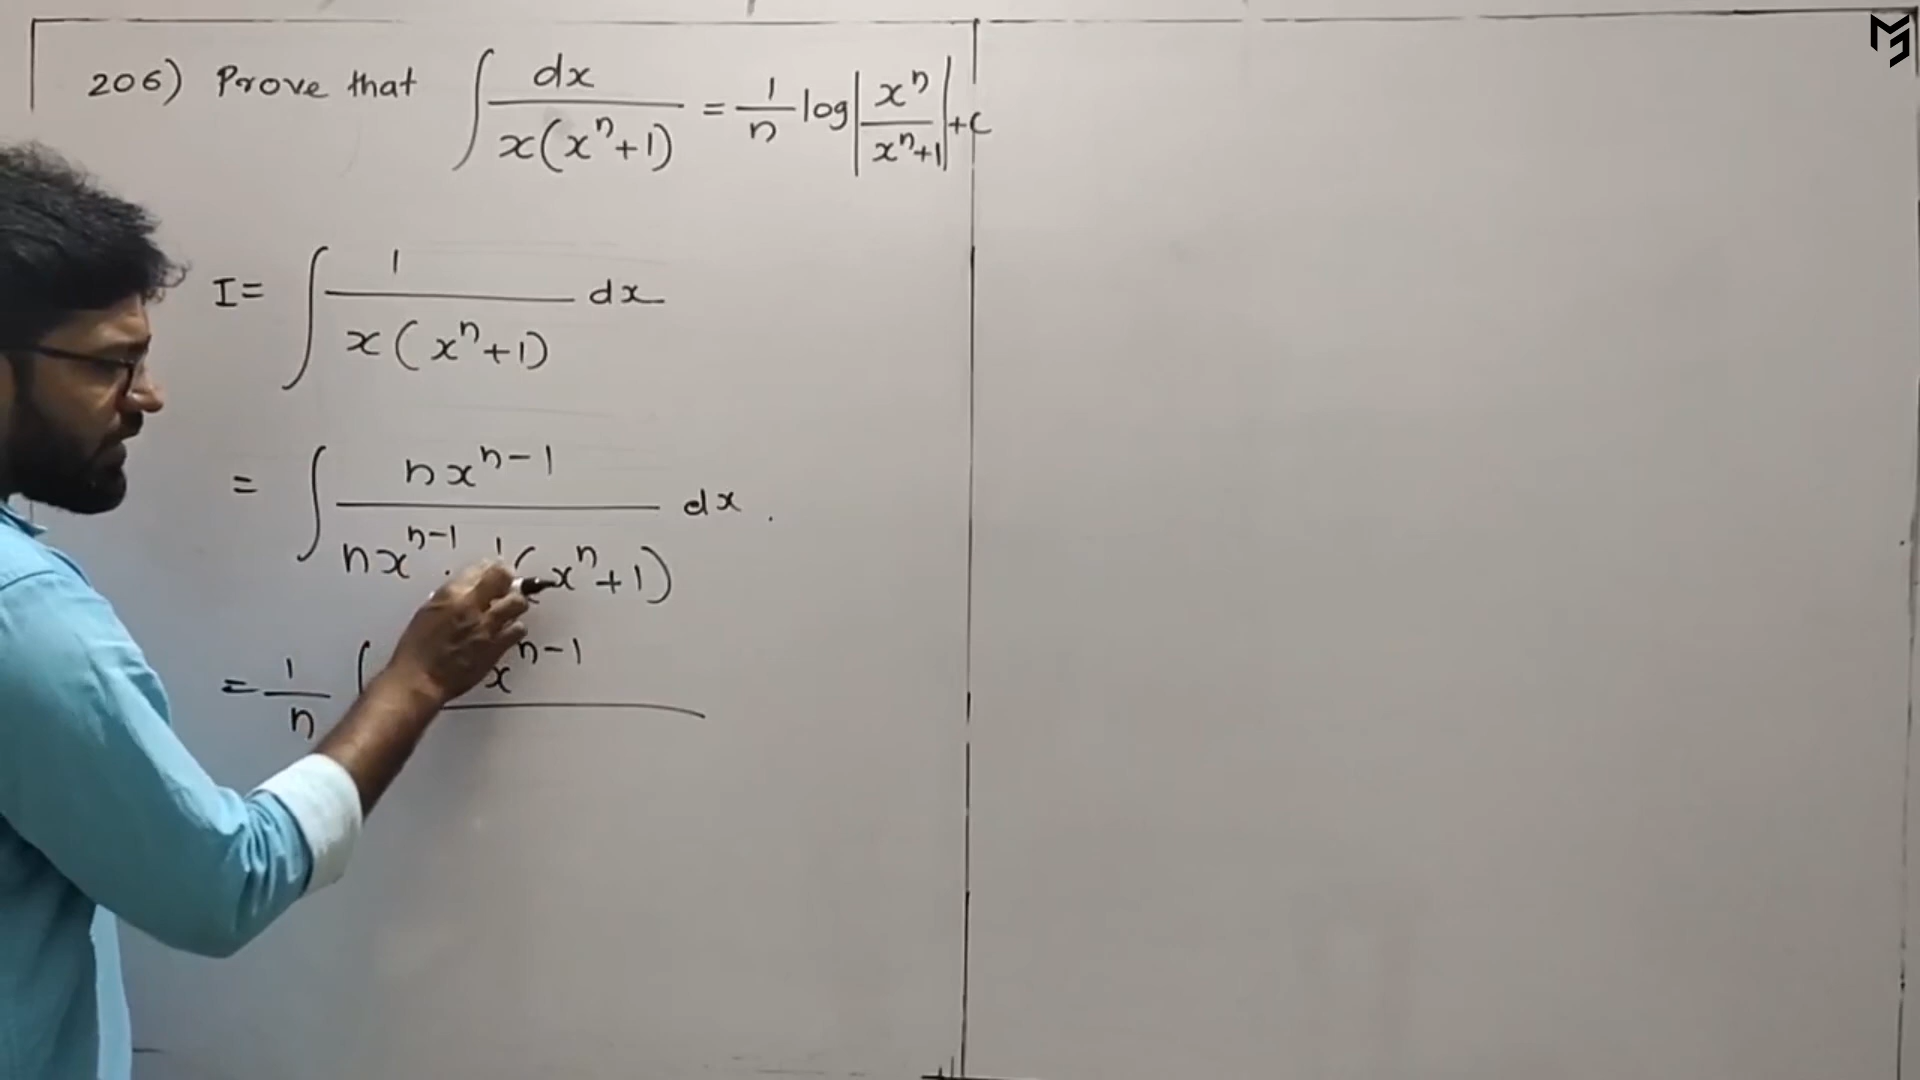 206) Prove that ∫ dx / x(xⁿ+1) = 1/n log |xⁿ / xⁿ+1| + c
I = ∫ 1 / x(xⁿ+1) dx
= ∫ nxⁿ⁻¹ / nxⁿ⁻¹ · ¹(xⁿ+1) dx .
= 1/n ∫ xⁿ⁻¹